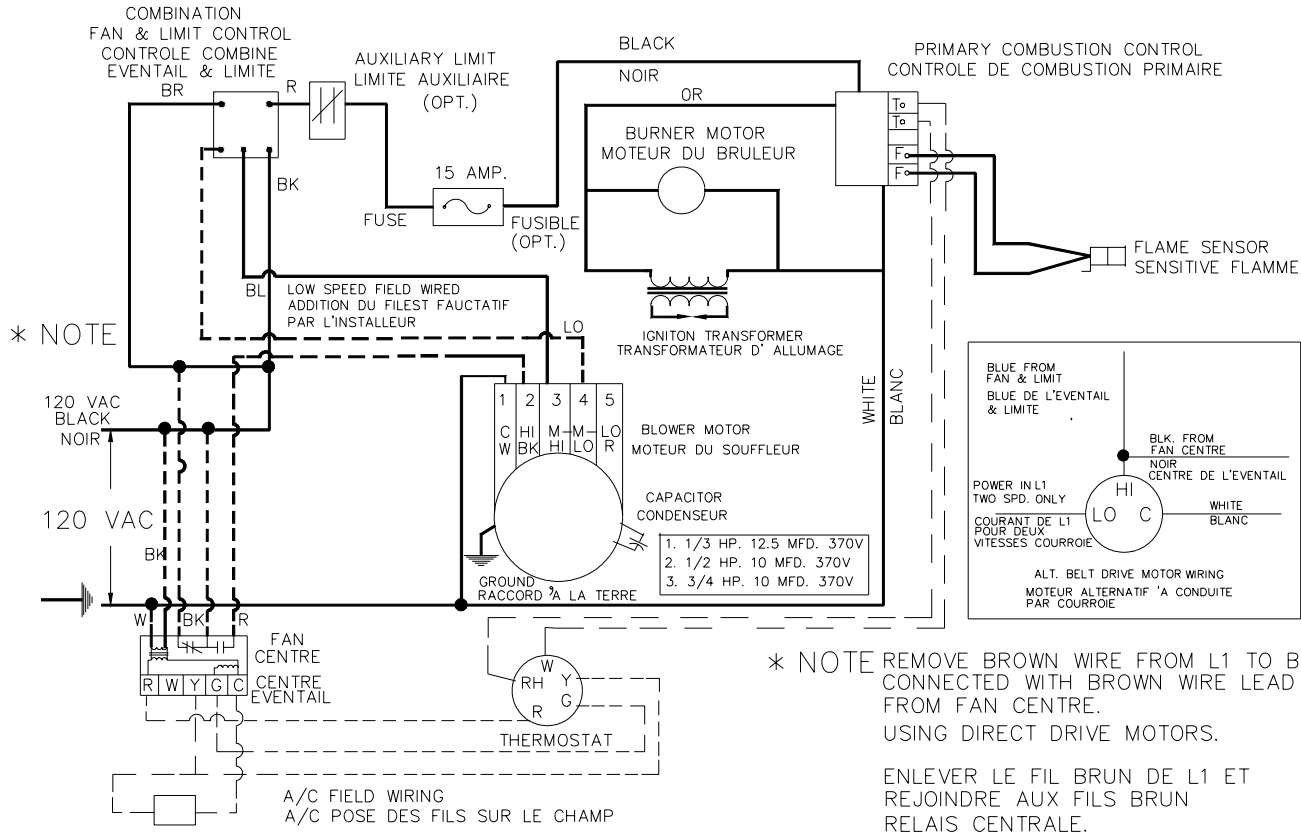 COMBINATION
FAN & LIMIT CONTROL
CONTROLE COMBINE
EVENTAIL & LIMITE
BR
R
BK
AUXILIARY LIMIT
LIMITE AUXILIAIRE
(OPT.)
15 AMP.
FUSE
FUSIBLE
(OPT.)
BLACK
NOIR
OR
BURNER MOTOR
MOTEUR DU BRULEUR
PRIMARY COMBUSTION CONTROL
CONTROLE DE COMBUSTION PRIMAIRE
T
T
F
F
FLAME SENSOR
SENSITIVE FLAMME
IGNITON TRANSFORMER
TRANSFORMATEUR D' ALLUMAGE
BL
LOW SPEED FIELD WIRED
ADDITION DU FILEST FAUCTATIF
PAR L'INSTALLEUR
LO
* NOTE
120 VAC
BLACK
NOIR
120 VAC
WHITE
BLANC
1 2 3 4 5
C HI M- M- LO
W BK HI LO R
BLOWER MOTOR
MOTEUR DU SOUFFLEUR
CAPACITOR
CONDENSEUR
1. 1/3 HP. 12.5 MFD. 370V
2. 1/2 HP. 10 MFD. 370V
3. 3/4 HP. 10 MFD. 370V
GROUND
RACCORD 'A LA TERRE
BLUE FROM
FAN & LIMIT
BLUE DE L'EVENTAIL
& LIMITE
BLK. FROM
FAN CENTRE
NOIR
CENTRE DE L'EVENTAIL
POWER IN L1
TWO SPD. ONLY
COURANT DE L1
POUR DEUX
VITESSES COURROIE
HI
LO C
WHITE
BLANC
ALT. BELT DRIVE MOTOR WIRING
MOTEUR ALTERNATIF 'A CONDUITE
PAR COURROIE
BK
W BK R
FAN
CENTRE
CENTRE
EVENTAIL
R W Y G C
W
RH Y
G
R
THERMOSTAT
A/C FIELD WIRING
A/C POSE DES FILS SUR LE CHAMP
* NOTE REMOVE BROWN WIRE FROM L1 TO B
CONNECTED WITH BROWN WIRE LEAD
FROM FAN CENTRE.
USING DIRECT DRIVE MOTORS.
ENLEVER LE FIL BRUN DE L1 ET
REJOINDRE AUX FILS BRUN
RELAIS CENTRALE.